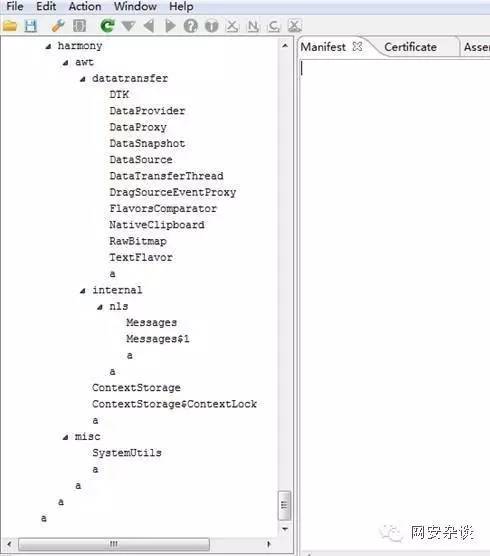 File Edit Action Window Help
Manifest Certificate Asser
harmony
awt
datatransfer
DTK
DataProvider
DataProxy
DataSnapshot
DataSource
DataTransferThread
DragSourceEventProxy
FlavorsComparator
NativeClipboard
RawBitmap
TextFlavor
a
internal
nls
Messages
Messages$1
a
a
ContextStorage
ContextStorage$ContextLock
a
misc
SystemUtils
a
a
a
a
网安杂谈